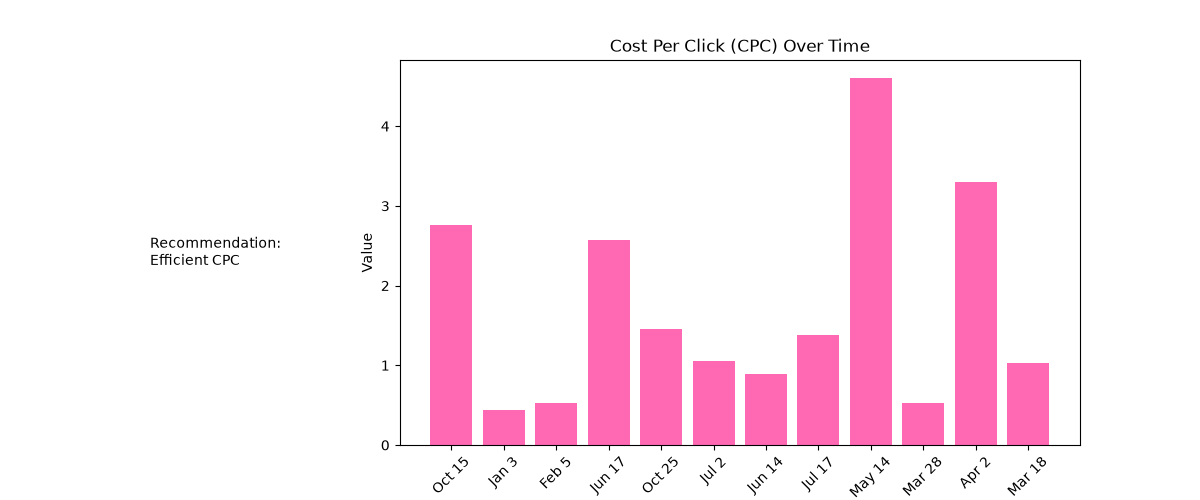 Cost Per Click (CPC) Over Time
Recommendation:
Efficient CPC
Value
4
3
2
1
0
Oct 15
Jan 3
Feb 5
Jun 17
Oct 25
Jul 2
Jun 14
Jul 17
May 14
Mar 28
Apr 2
Mar 18